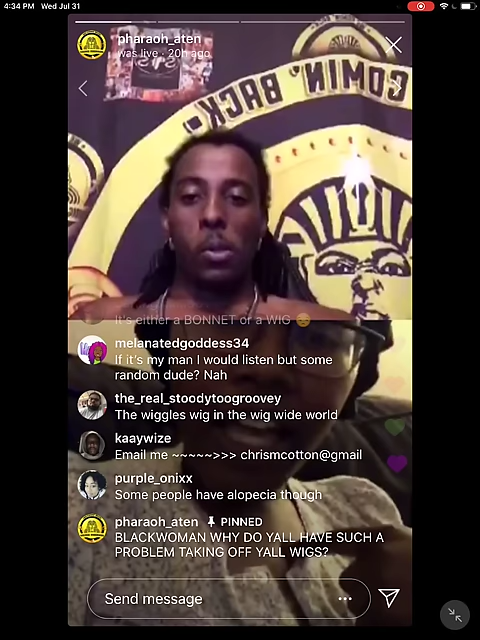 4:34 PM Wed Jul 31
pharaoh_aten
was live · 20h ago
COMIN' BACK
It's either a BONNET or a WIG 😔
melanatedgoddess34
If it's my man I would listen but some
random dude? Nah
the_real_stoodytoogroovey
The wiggles wig in the wig wide world
kaaywize
Email me ~~~~~>>> chrismcotton@gmail
purple_onixx
Some people have alopecia though
pharaoh_aten PINNED
BLACKWOMAN WHY DO YALL HAVE SUCH A
PROBLEM TAKING OFF YALL WIGS?
Send message